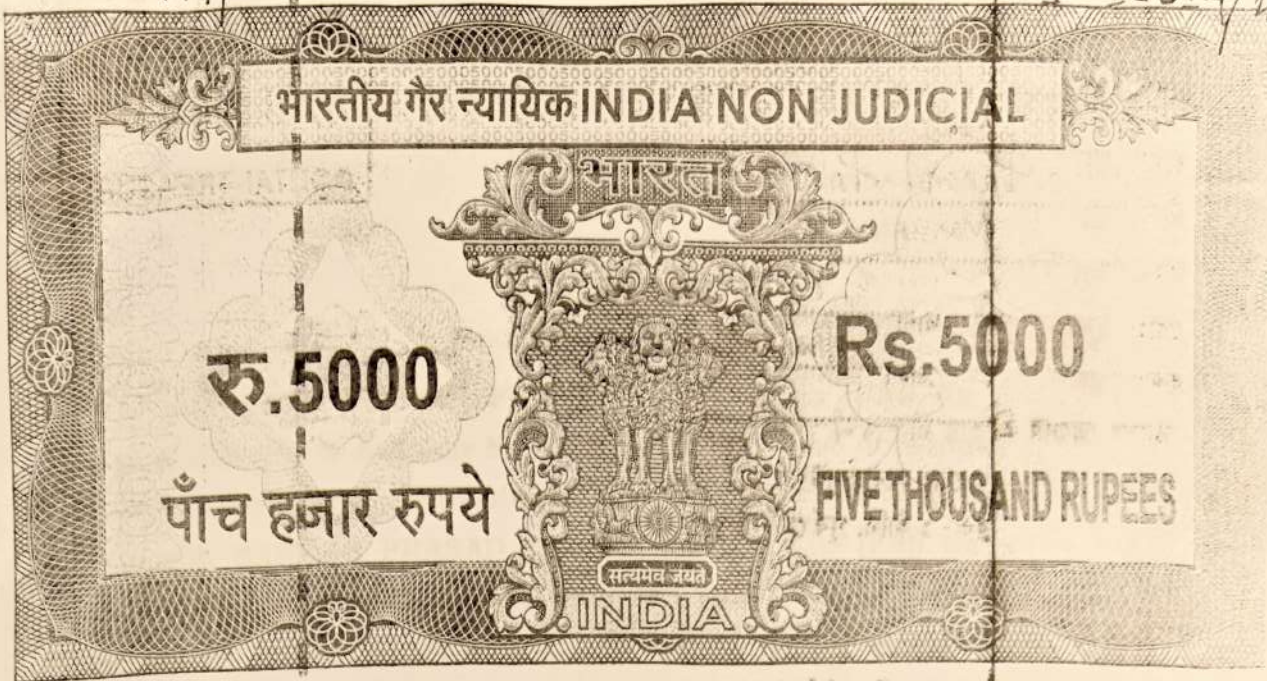 भारतीय गैर न्यायिक INDIA NON JUDICIAL
भारत
रु.5000
Rs.5000
पाँच हजार रुपये
FIVE THOUSAND RUPEES
सत्यमेव जयते
INDIA